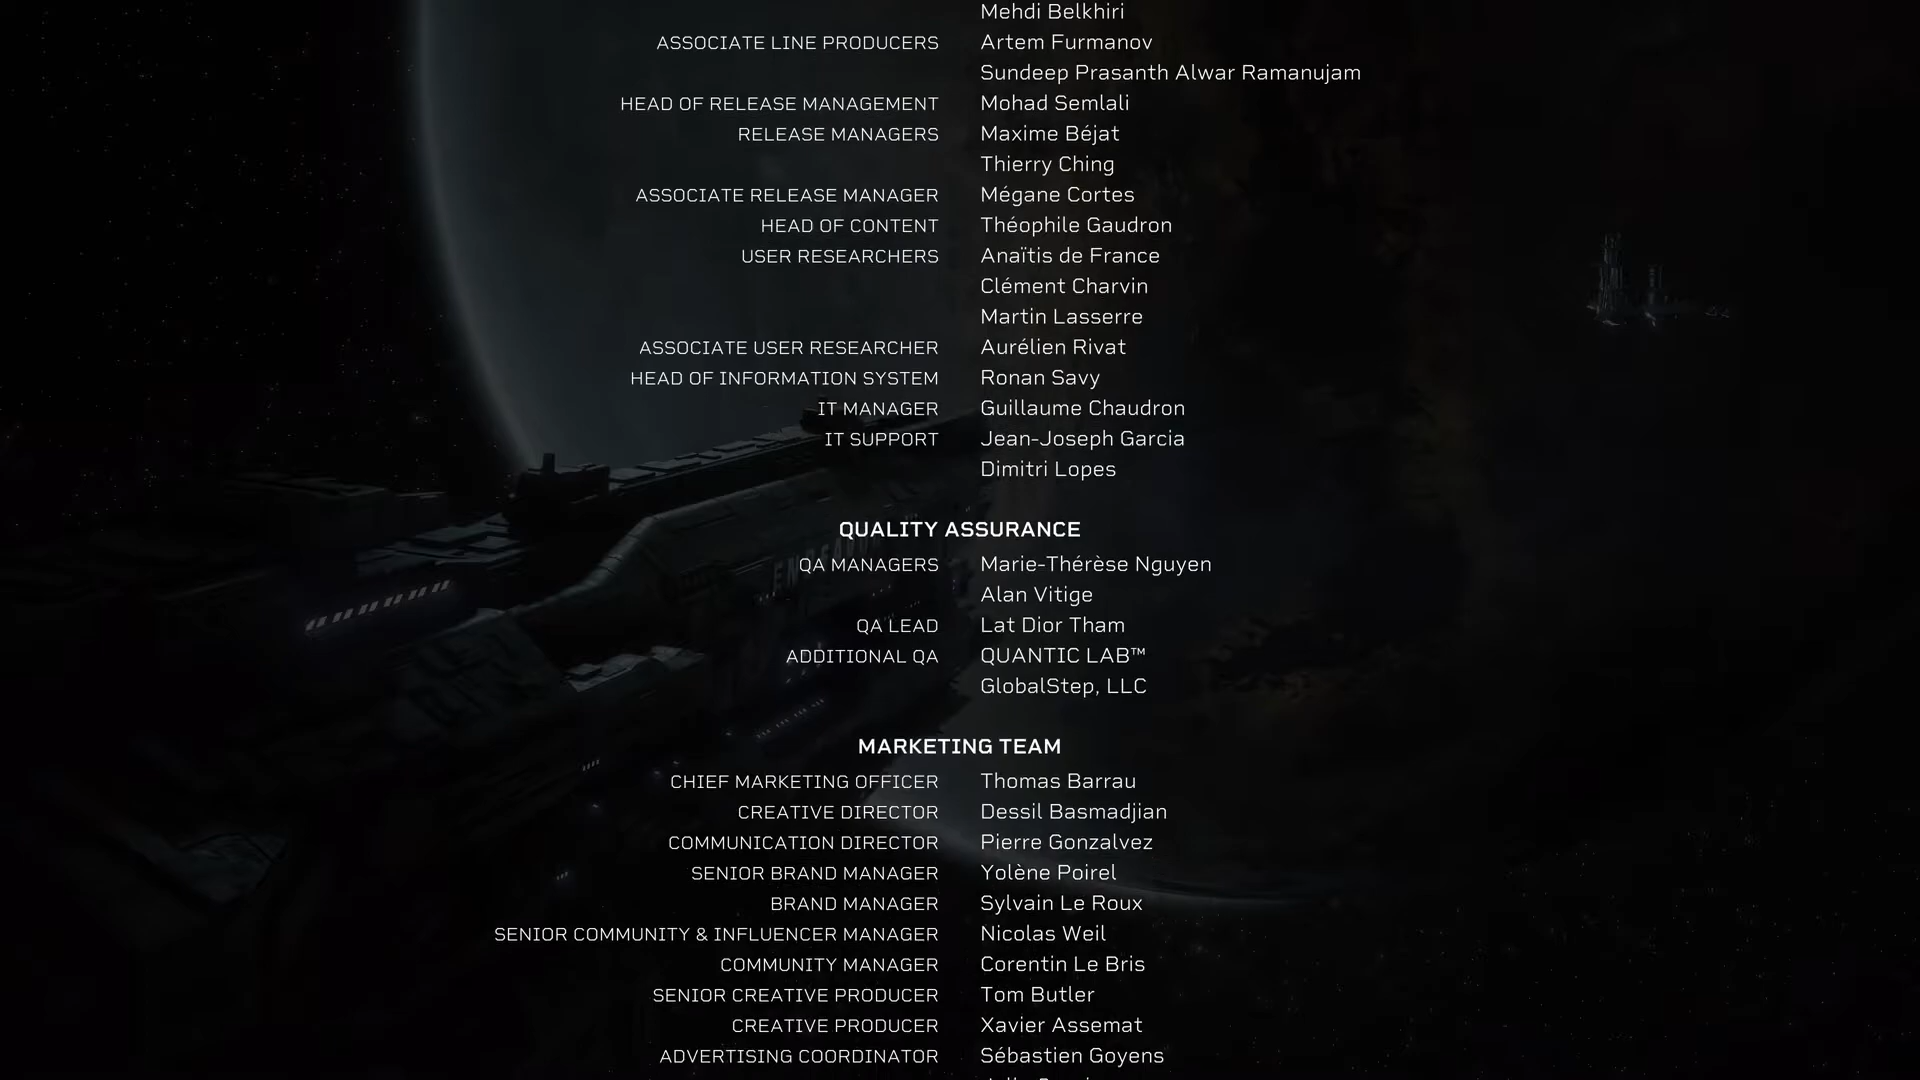 Mehdi Belkhiri
ASSOCIATE LINE PRODUCERS Artem Furmanov
Sundeep Prasanth Alwar Ramanujam
HEAD OF RELEASE MANAGEMENT Mohad Semlali
RELEASE MANAGERS Maxime Béjat
Thierry Ching
ASSOCIATE RELEASE MANAGER Mégane Cortes
HEAD OF CONTENT Théophile Gaudron
USER RESEARCHERS Anaïtis de France
Clément Charvin
Martin Lasserre
ASSOCIATE USER RESEARCHER Aurélien Rivat
HEAD OF INFORMATION SYSTEM Ronan Savy
IT MANAGER Guillaume Chaudron
IT SUPPORT Jean-Joseph Garcia
Dimitri Lopes
QUALITY ASSURANCE
QA MANAGERS Marie-Thérèse Nguyen
Alan Vitige
QA LEAD Lat Dior Tham
ADDITIONAL QA QUANTIC LAB™
GlobalStep, LLC
MARKETING TEAM
CHIEF MARKETING OFFICER Thomas Barrau
CREATIVE DIRECTOR Dessil Basmadjian
COMMUNICATION DIRECTOR Pierre Gonzalvez
SENIOR BRAND MANAGER Yolène Poirel
BRAND MANAGER Sylvain Le Roux
SENIOR COMMUNITY & INFLUENCER MANAGER Nicolas Weil
COMMUNITY MANAGER Corentin Le Bris
SENIOR CREATIVE PRODUCER Tom Butler
CREATIVE PRODUCER Xavier Assemat
ADVERTISING COORDINATOR Sébastien Goyens